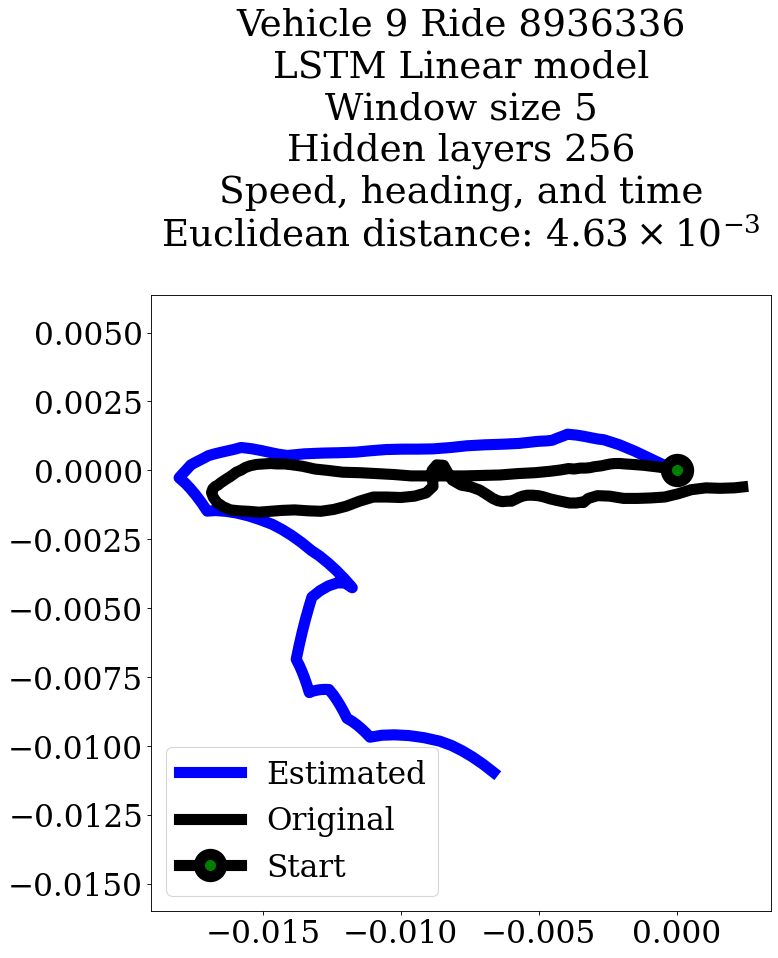 Vehicle 9 Ride 8936336
LSTM Linear model
Window size 5
Hidden layers 256
Speed, heading, and time
Euclidean distance: 4.63 × 10⁻³
0.0050
0.0025
0.0000
−0.0025
−0.0050
−0.0075
−0.0100
−0.0125
−0.0150
Estimated
Original
Start
−0.015 −0.010 −0.005 0.000